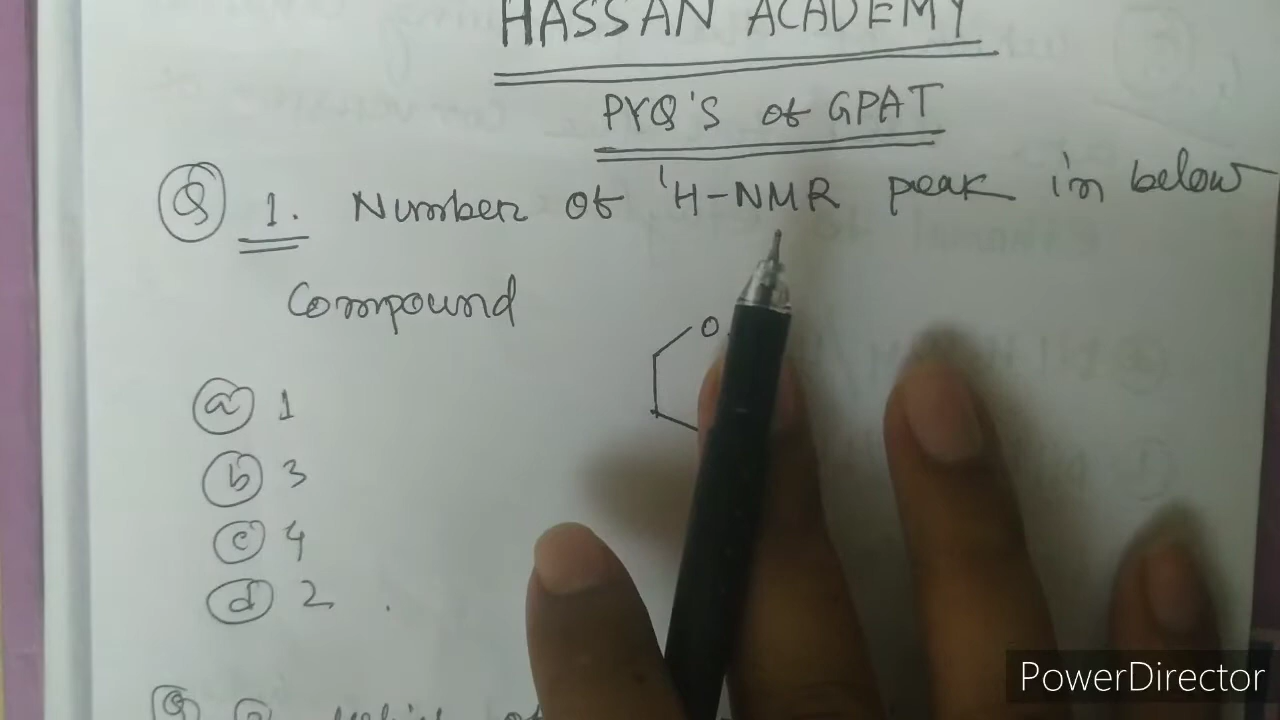 HASSAN ACADEMY
PYQ'S of GPAT
Q 1. Number of ¹H-NMR peak in below
Compound
O
a 1
b 3
c 4
d 2 .
Q 2
PowerDirector